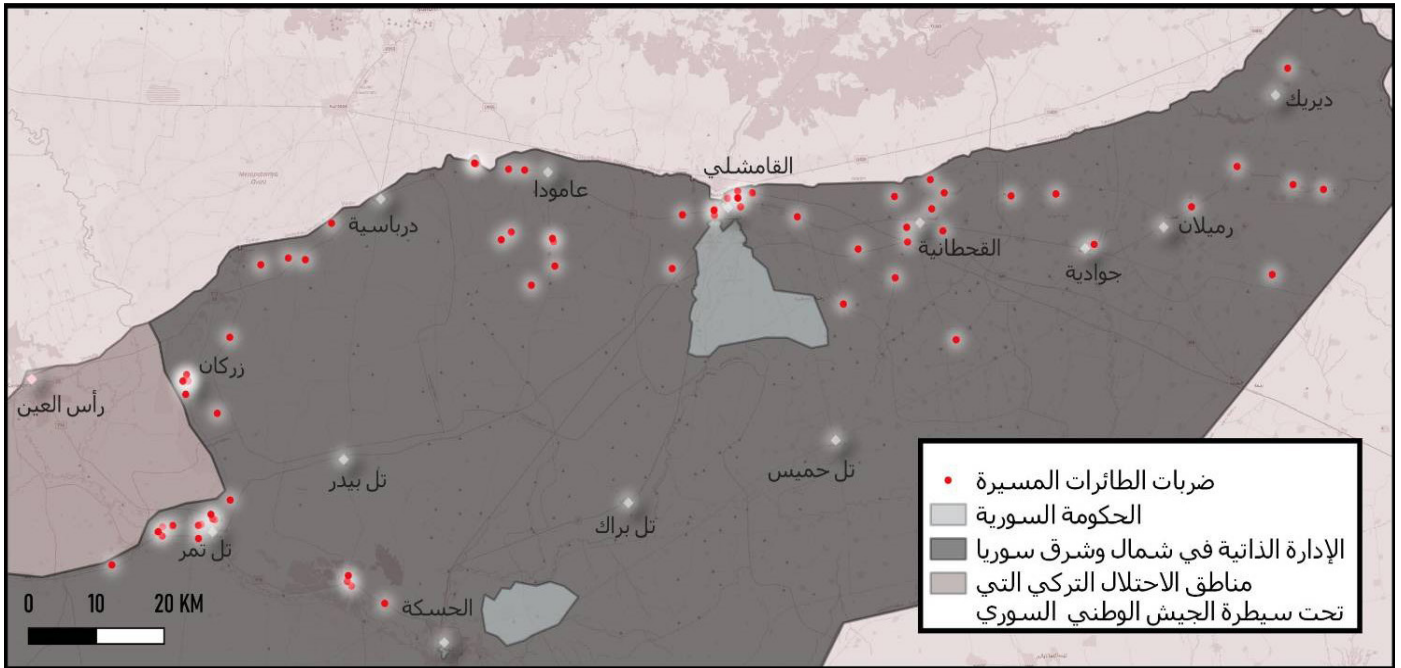 ديريك
القامشلي
عامودا
درباسية
رميلان
القحطانية
جوادية
زركان
رأس العين
تل حميس
تل بيدر
تل براك
تل تمر
الحسكة
0 10 20 KM
ضربات الطائرات المسيرة
الحكومة السورية
الإدارة الذاتية في شمال وشرق سوريا
مناطق الاحتلال التركي التي
تحت سيطرة الجيش الوطني السوري